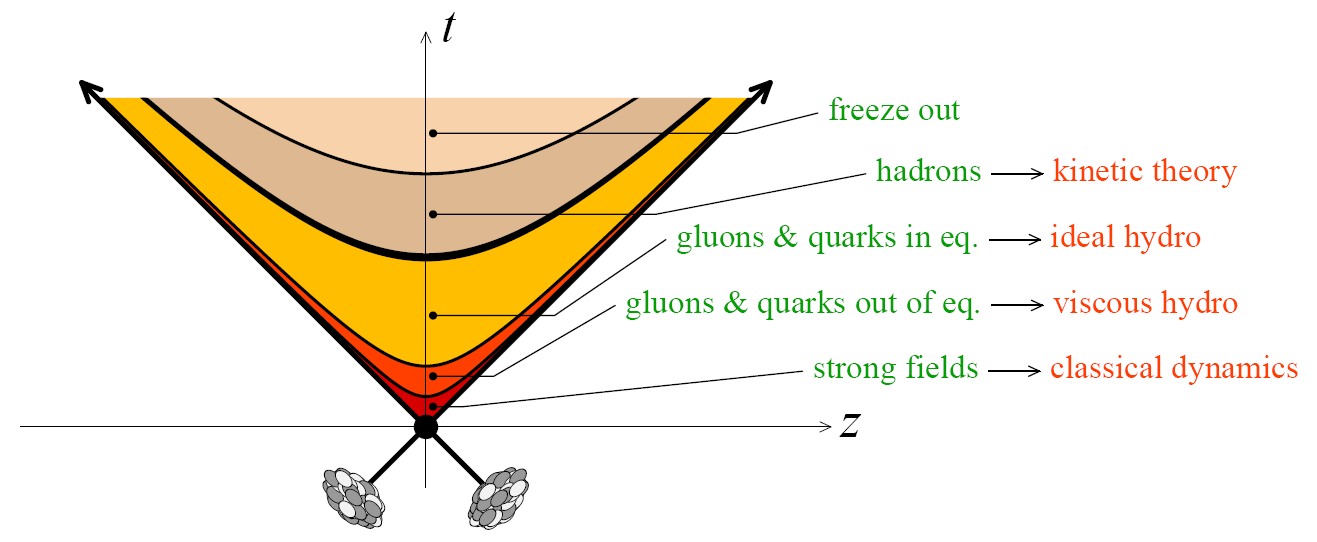 t
freeze out
hadrons → kinetic theory
gluons & quarks in eq. → ideal hydro
gluons & quarks out of eq. → viscous hydro
strong fields → classical dynamics
z